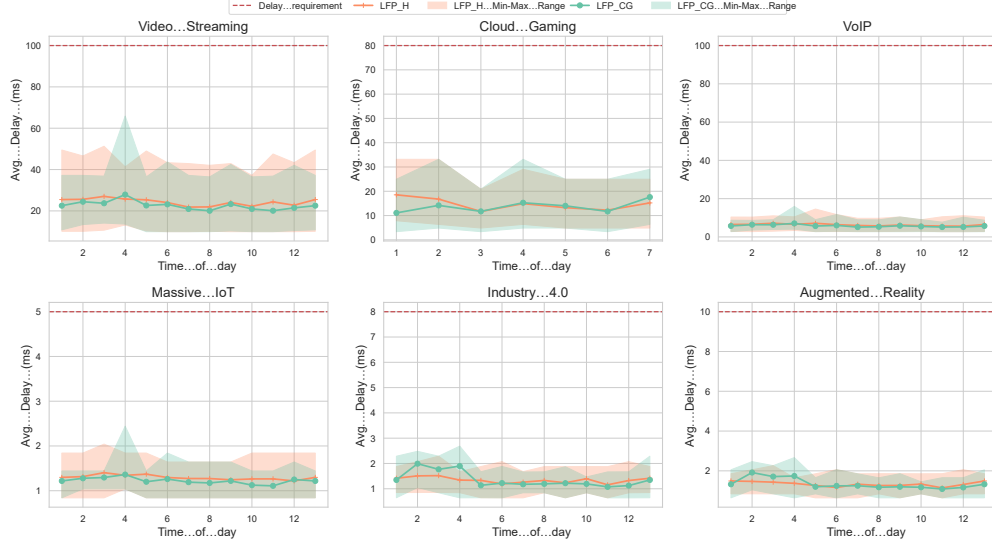 Delay...requirement LFP_H LFP_H...Min-Max...Range LFP_CG LFP_CG...Min-Max...Range
Video...Streaming
100
80
60
40
20
Avg....Delay...(ms)
2 4 6 8 10 12
Time...of...day
Cloud...Gaming
80
70
60
50
40
30
20
10
0
Avg....Delay...(ms)
1 2 3 4 5 6 7
Time...of...day
VoIP
100
80
60
40
20
0
Avg....Delay...(ms)
2 4 6 8 10 12
Time...of...day
Massive...IoT
5
4
3
2
1
Avg....Delay...(ms)
2 4 6 8 10 12
Time...of...day
Industry...4.0
8
7
6
5
4
3
2
1
Avg....Delay...(ms)
2 4 6 8 10 12
Time...of...day
Augmented...Reality
10
8
6
4
2
Avg....Delay...(ms)
2 4 6 8 10 12
Time...of...day